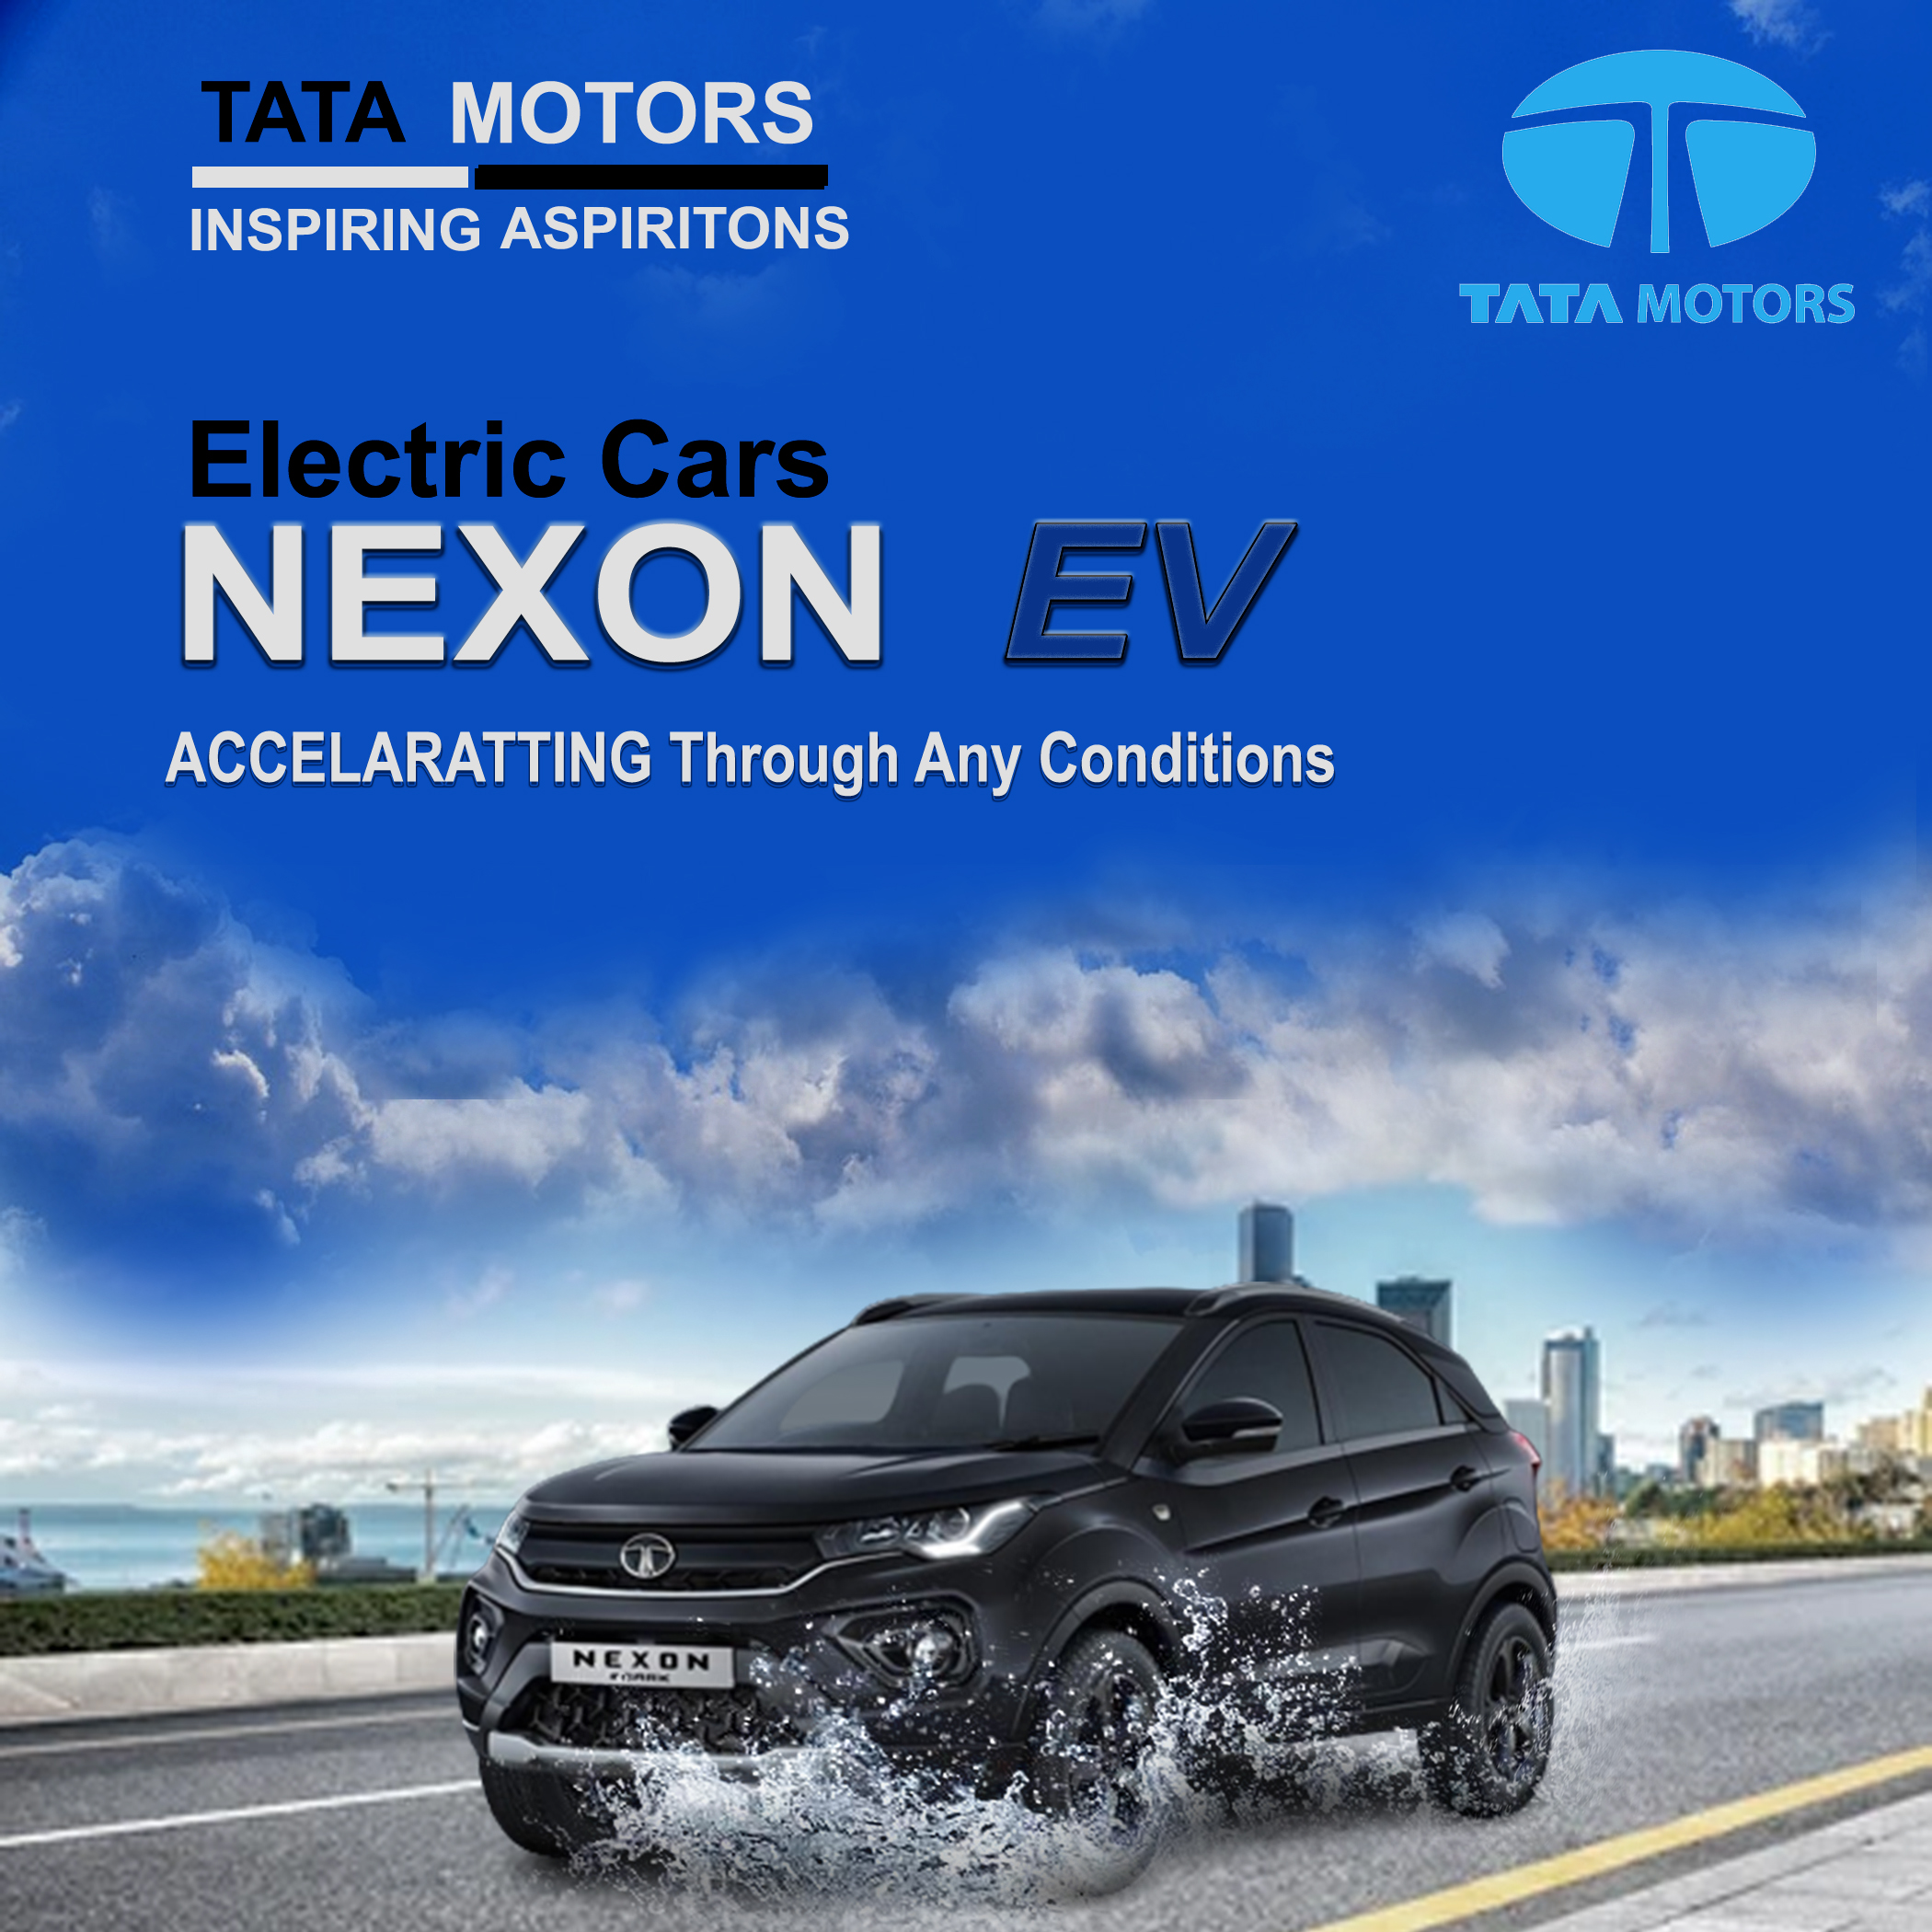 TATA MOTORS
INSPIRING ASPIRITONS
TATA MOTORS
Electric Cars
NEXON EV
ACCELARATTING Through Any Conditions
NEXON